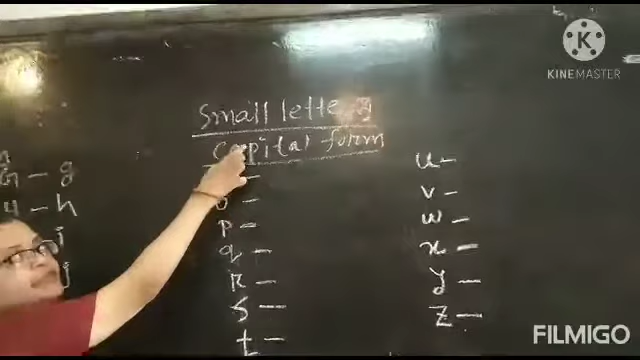 KINEMASTER
Small letter
capital form
g
h
i
j
o -
p -
q -
r -
s -
t -
u -
v -
w -
x -
y -
z -
FILMIGO